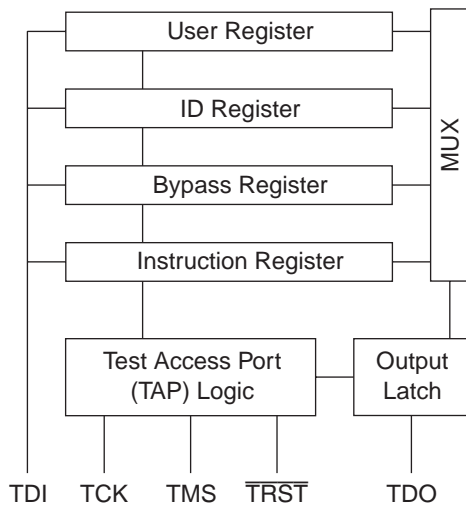 User Register
ID Register
Bypass Register
Instruction Register
MUX
Test Access Port
(TAP) Logic
Output
Latch
TDI TCK TMS T̅R̅S̅T̅ TDO